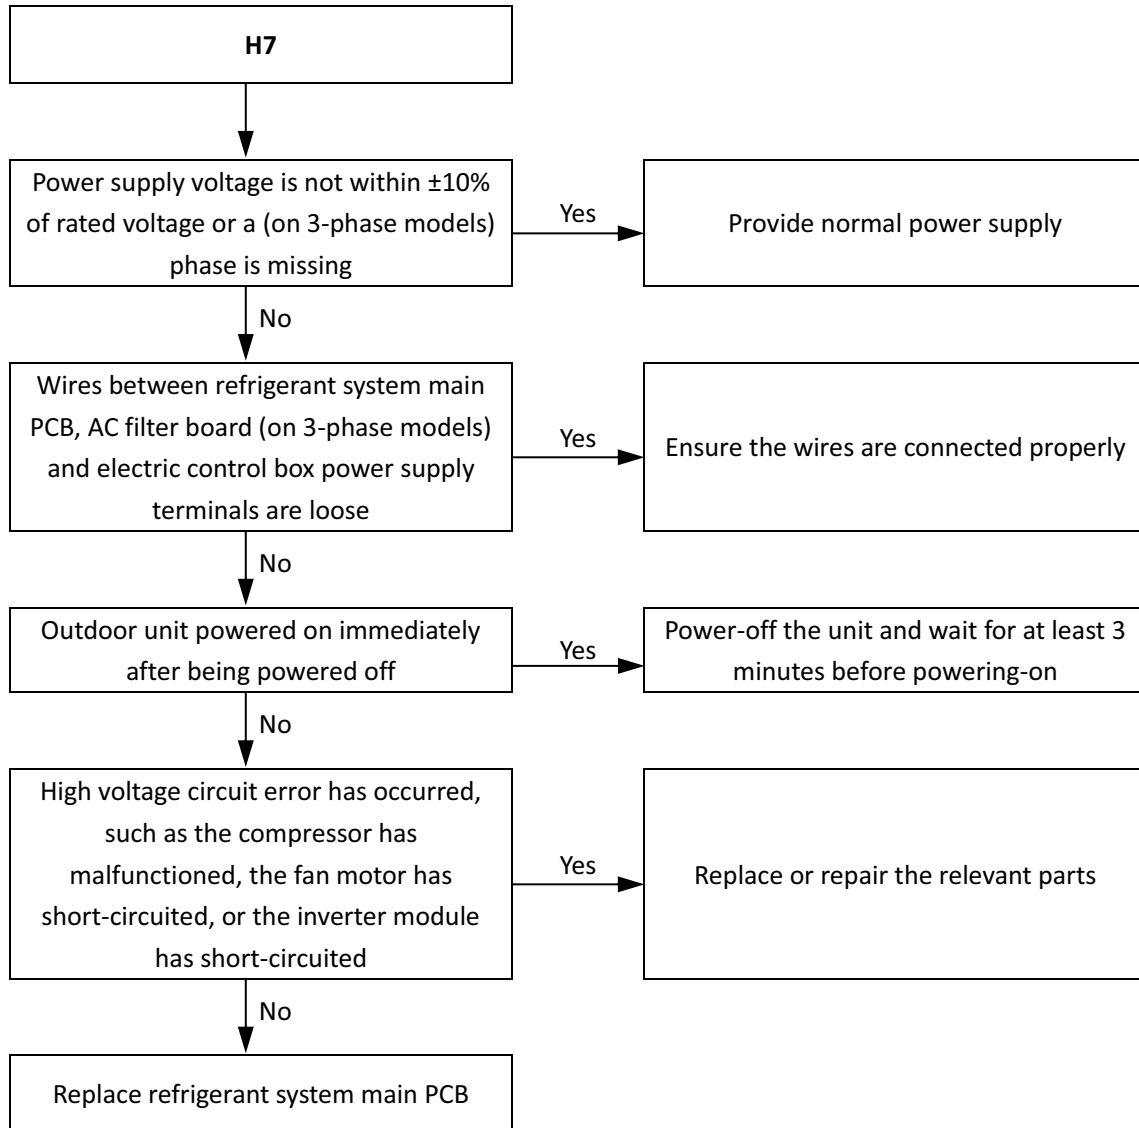 H7
Power supply voltage is not within ±10%
of rated voltage or a (on 3-phase models)
phase is missing
Yes
Provide normal power supply
No
Wires between refrigerant system main
PCB, AC filter board (on 3-phase models)
and electric control box power supply
terminals are loose
Yes
Ensure the wires are connected properly
No
Outdoor unit powered on immediately
after being powered off
Yes
Power-off the unit and wait for at least 3
minutes before powering-on
No
High voltage circuit error has occurred,
such as the compressor has
malfunctioned, the fan motor has
short-circuited, or the inverter module
has short-circuited
Yes
Replace or repair the relevant parts
No
Replace refrigerant system main PCB